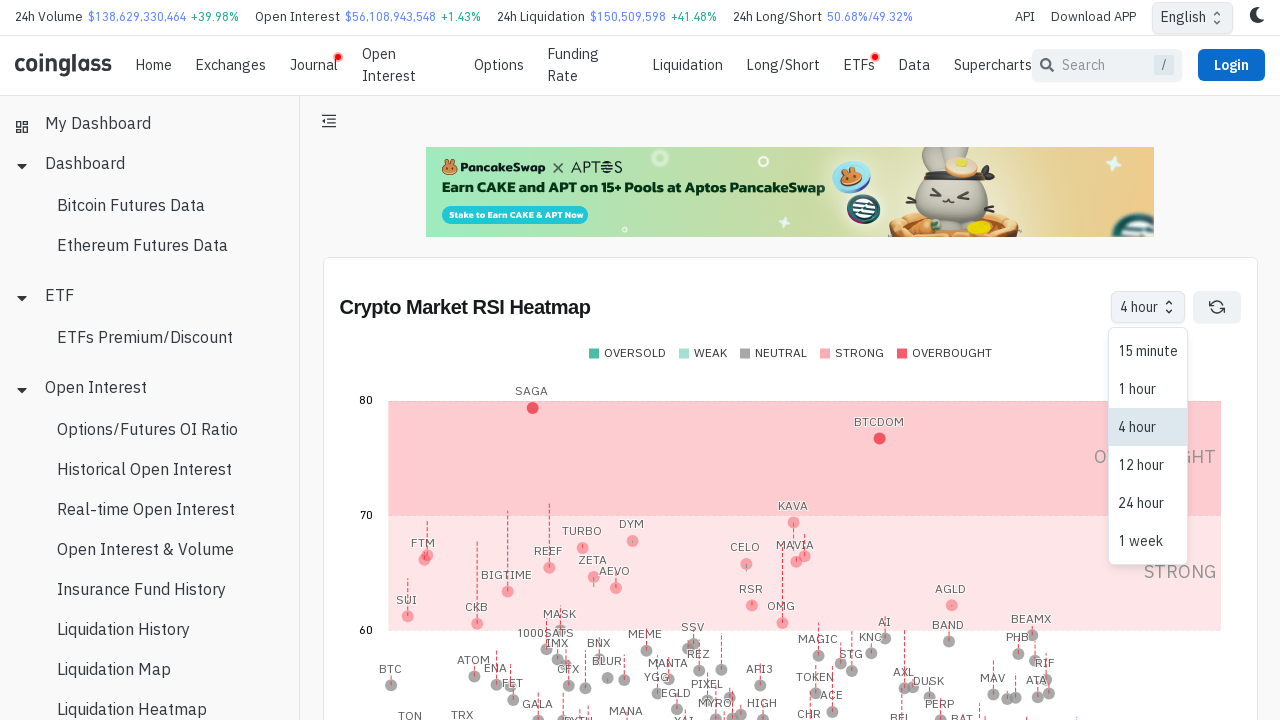 24h Volume $138,629,330,464 +39.98% Open Interest $56,108,943,548 +1.43% 24h Liquidation $150,509,598 +41.48% 24h Long/Short 50.68%/49.32% API Download APP English
coinglass Home Exchanges Journal Open Interest Options Funding Rate Liquidation Long/Short ETFs Data Supercharts Search / Login
My Dashboard
Dashboard
Bitcoin Futures Data
Ethereum Futures Data
ETF
ETFs Premium/Discount
Open Interest
Options/Futures OI Ratio
Historical Open Interest
Real-time Open Interest
Open Interest & Volume
Insurance Fund History
Liquidation History
Liquidation Map
Liquidation Heatmap
PancakeSwap × APTOS
Earn CAKE and APT on 15+ Pools at Aptos PancakeSwap
Stake to Earn CAKE & APT Now
Crypto Market RSI Heatmap
4 hour
15 minute
1 hour
4 hour
12 hour
24 hour
1 week
OVERSOLD WEAK NEUTRAL STRONG OVERBOUGHT
SAGA
80
BTCDOM
KAVA
70
DYM
TURBO
FTM
MAVIA
CELO
REEF
ZETA
AEVO
STRONG
BIGTIME
RSR
AGLD
SUI
CKB
OMG
MASK
BEAMX
AI
60
SSV
BAND
1000SATS
MEME
KNC
PHB
MAGIC
IMX
BNX
REZ
STG
ATOM
BLUR
MANTA
RIF
BTC
ENA
CFX
API3
AXL
YGG
TOKEN
MAV
FET
PIXEL
DUSK
ATA
EGLD
ACE
GALA
MYRO
HIGH
PERP
MANA
TON
TRX
CHR
BAT